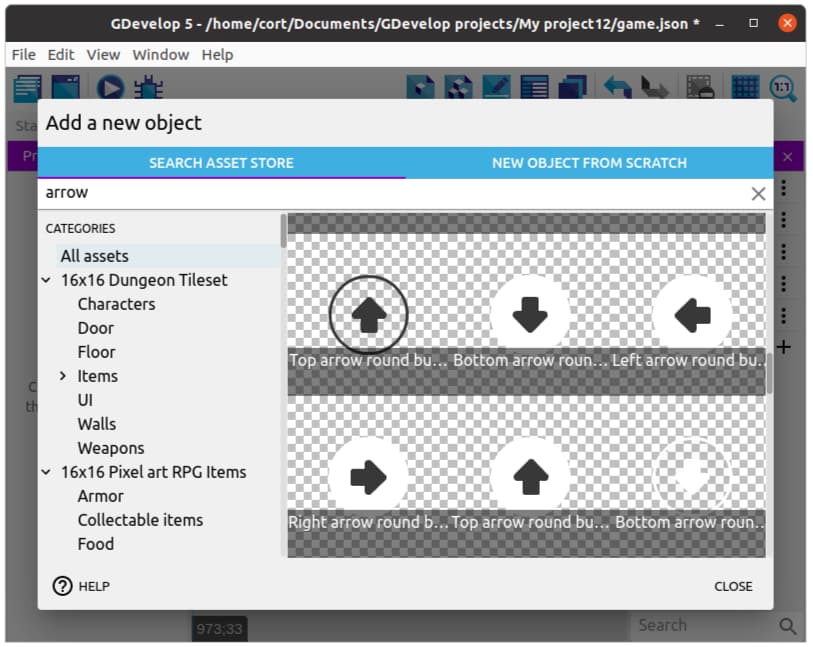 GDevelop 5 - /home/cort/Documents/GDevelop projects/My project12/game.json *
File Edit View Window Help
1:1
Sta
Add a new object
Pr
SEARCH ASSET STORE NEW OBJECT FROM SCRATCH
arrow
CATEGORIES
All assets
16x16 Dungeon Tileset
Characters
Door
Floor
Items
UI
Walls
Weapons
16x16 Pixel art RPG Items
Armor
Collectable items
Food
Top arrow round bu... Bottom arrow roun... Left arrow round bu...
C
th
Right arrow round b... Top arrow round bu... Bottom arrow roun...
HELP
CLOSE
973;33
Search